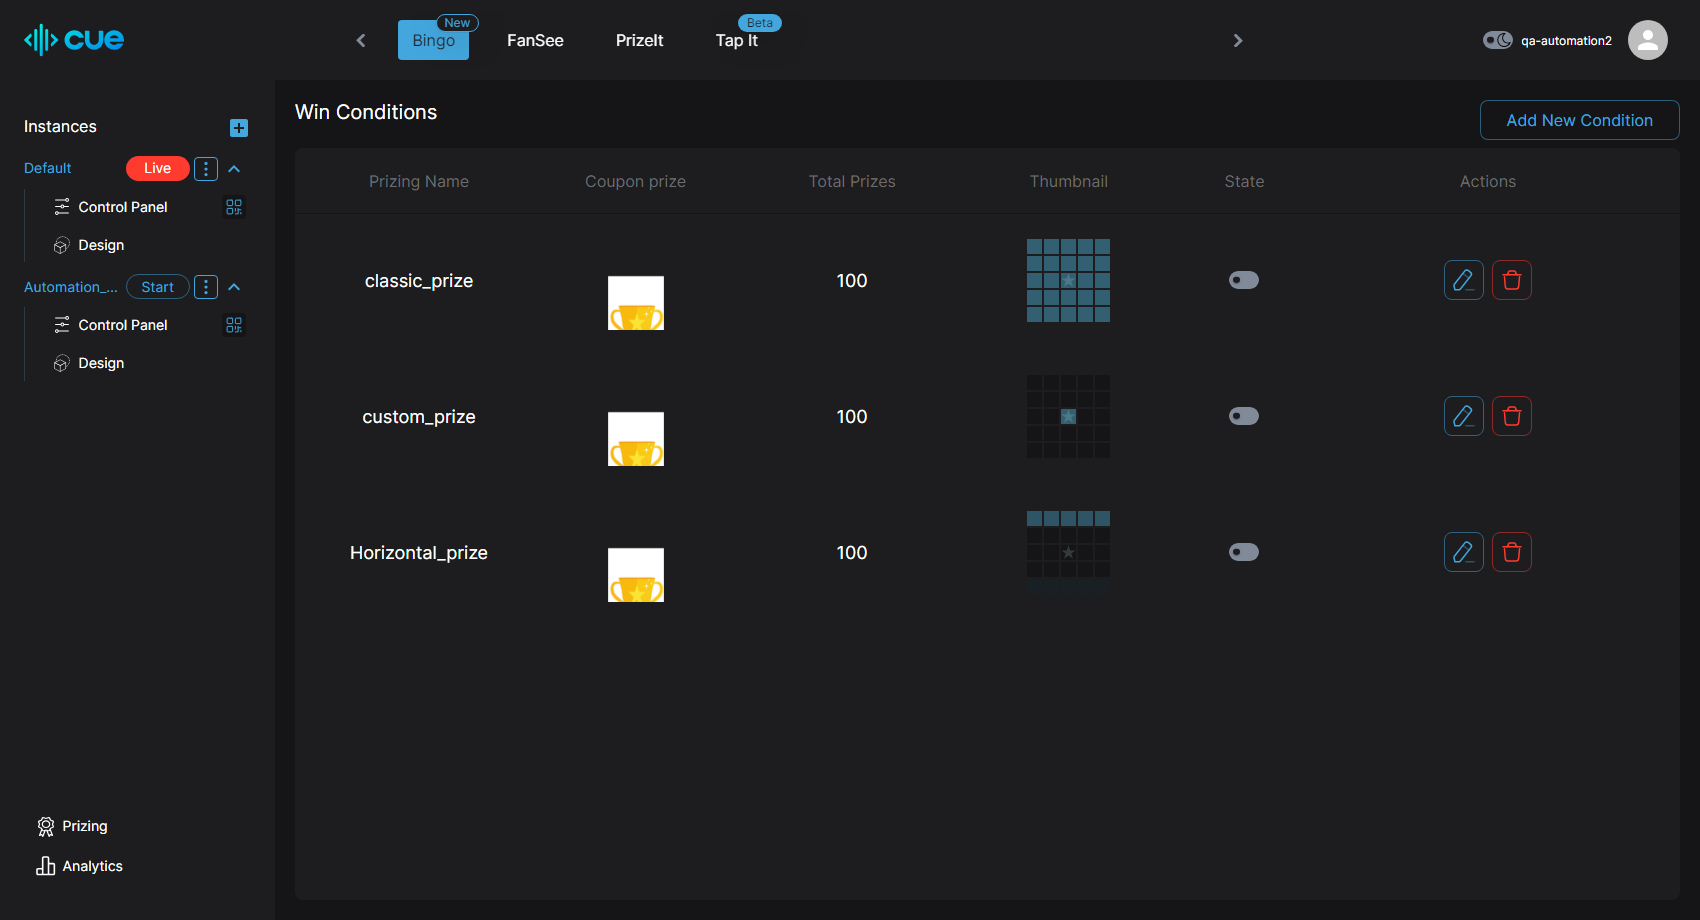 cue
Bingo
New
FanSee
PrizeIt
Tap It
Beta
qa-automation2
Instances
Default
Live
Control Panel
Design
Automation_...
Start
Control Panel
Design
Prizing
Analytics
Win Conditions
Add New Condition
Prizing Name Coupon prize Total Prizes Thumbnail State Actions
classic_prize 100
custom_prize 100
Horizontal_prize 100